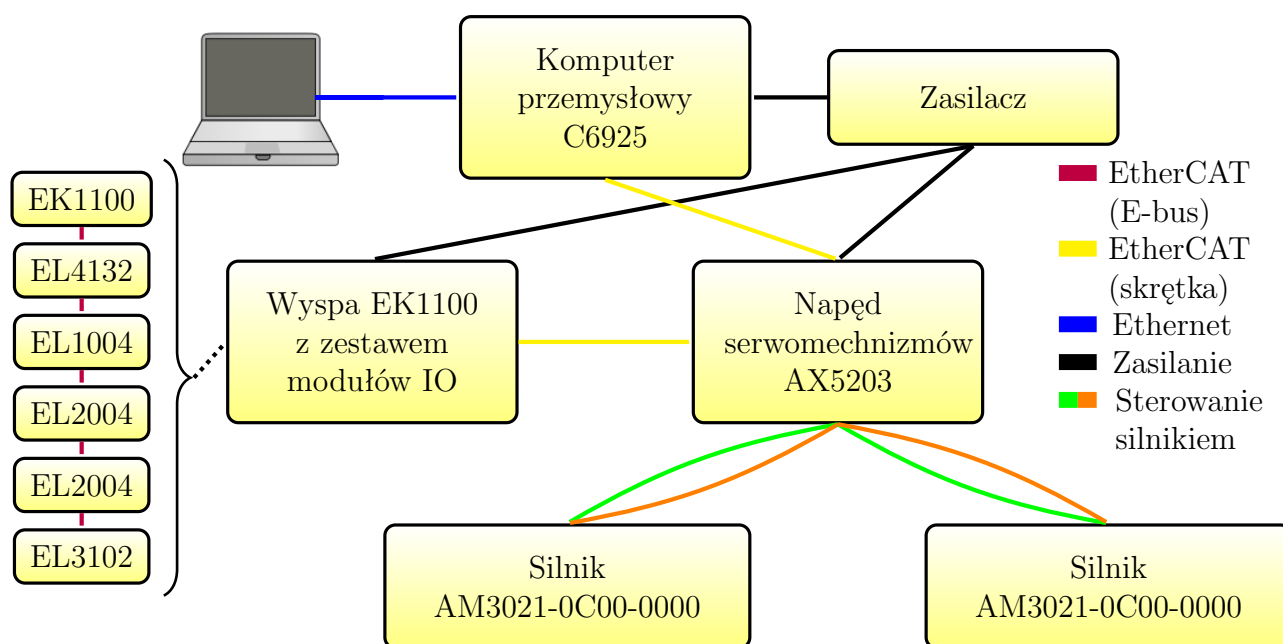 Komputer
przemysłowy
C6925
Zasilacz
EK1100
EL4132
EL1004
EL2004
EL2004
EL3102
Wyspa EK1100
z zestawem
modułów IO
Napęd
serwomechnizmów
AX5203
EtherCAT
(E-bus)
EtherCAT
(skrętka)
Ethernet
Zasilanie
Sterowanie
silnikiem
Silnik
AM3021-0C00-0000
Silnik
AM3021-0C00-0000